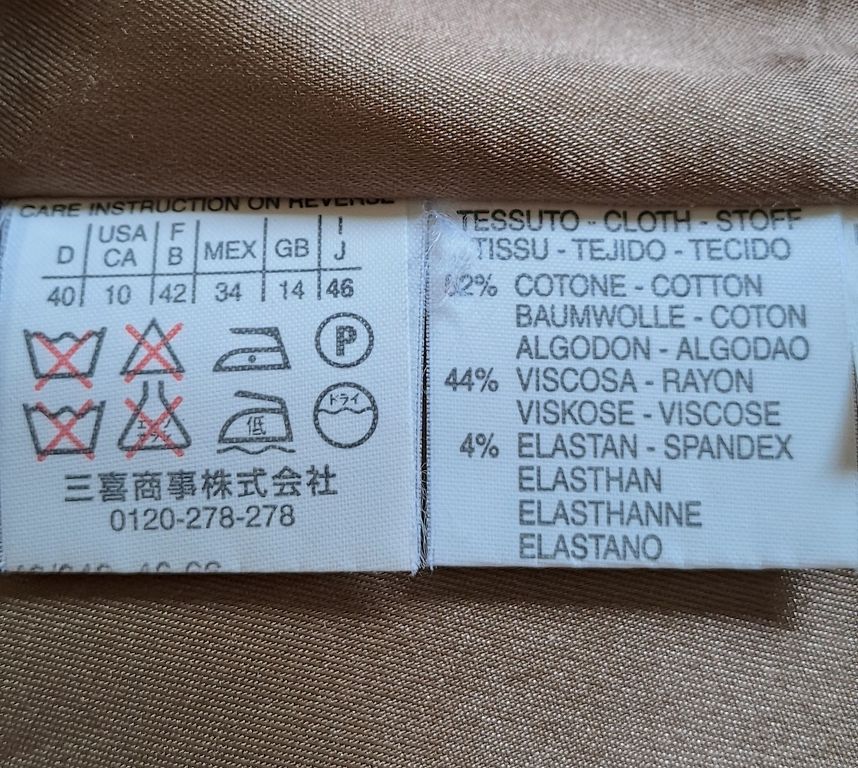 CARE INSTRUCTION ON REVERSE
D USA CA F B MEX GB I J
40 10 42 34 14 46
P
ドライ
低
三喜商事株式会社
0120-278-278
TESSUTO - CLOTH - STOFF
TISSU - TEJIDO - TECIDO
COTONE - COTTON
BAUMWOLLE - COTON
ALGODON - ALGODAO
44% VISCOSA - RAYON
VISKOSE - VISCOSE
4% ELASTAN - SPANDEX
ELASTHAN
ELASTHANNE
ELASTANO